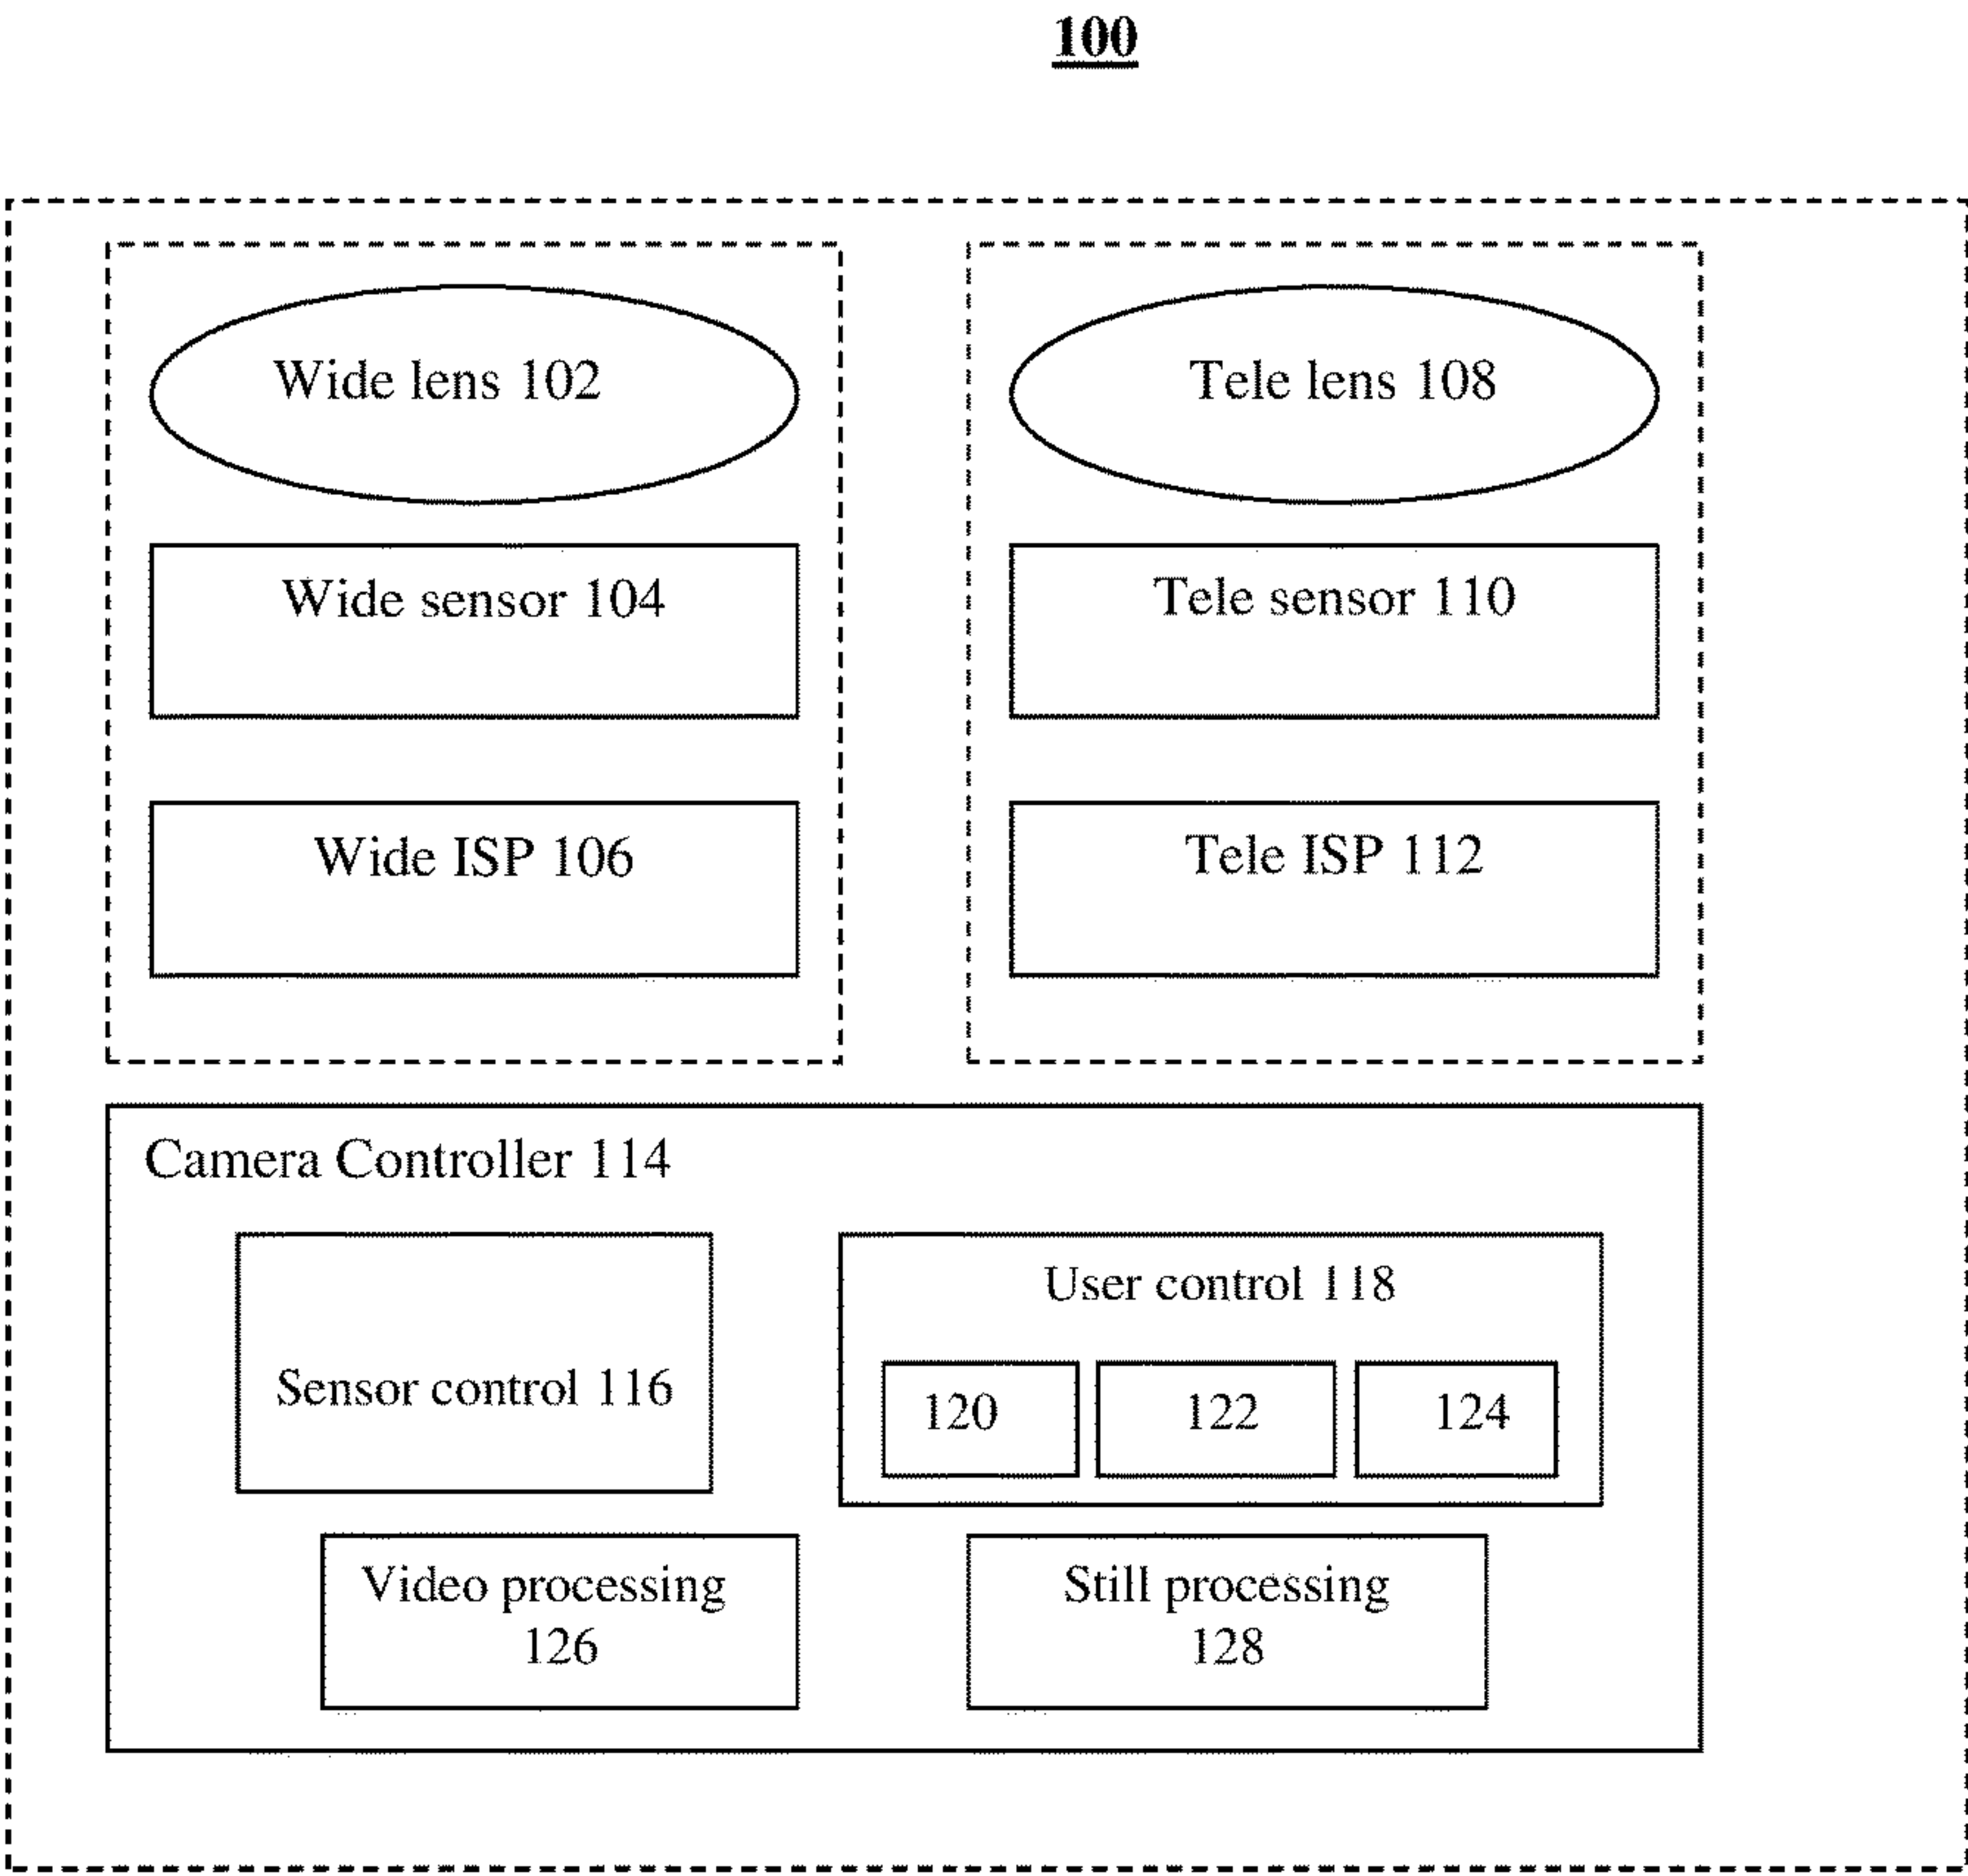 100
Wide lens 102
Tele lens 108
Wide sensor 104
Tele sensor 110
Wide ISP 106
Tele ISP 112
Camera Controller 114
Sensor control 116
User control 118
120
122
124
Video processing
126
Still processing
128